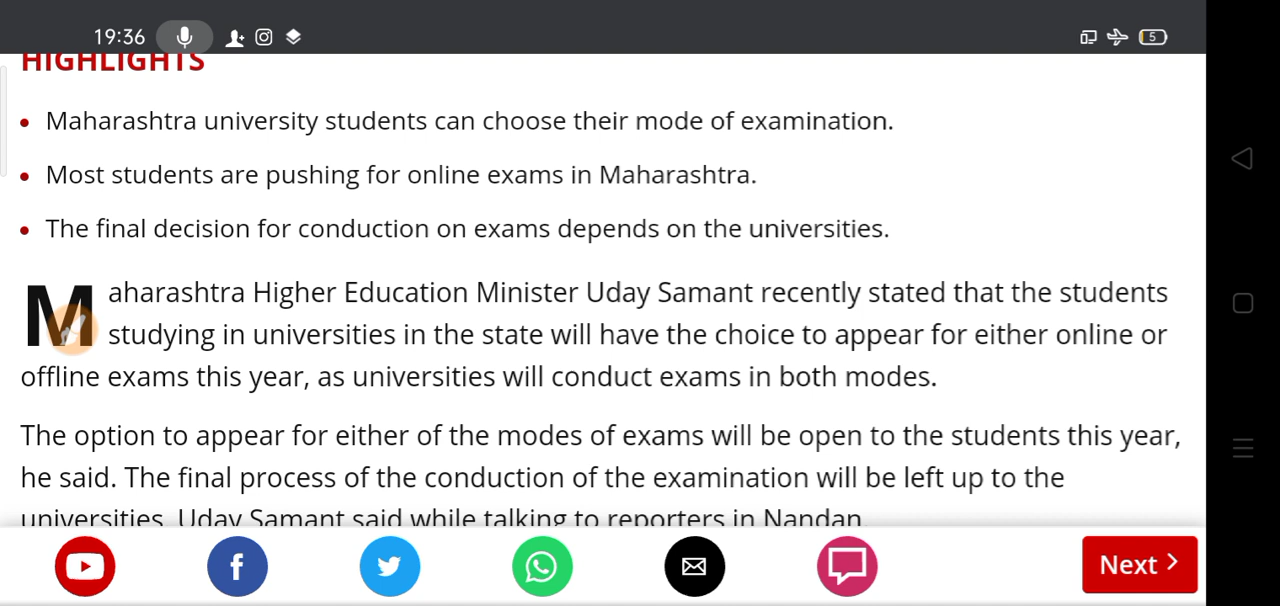 19:36
5
HIGHLIGHTS
Maharashtra university students can choose their mode of examination.
Most students are pushing for online exams in Maharashtra.
The final decision for conduction on exams depends on the universities.
Maharashtra Higher Education Minister Uday Samant recently stated that the students
studying in universities in the state will have the choice to appear for either online or
offline exams this year, as universities will conduct exams in both modes.
The option to appear for either of the modes of exams will be open to the students this year,
he said. The final process of the conduction of the examination will be left up to the
universities, Uday Samant said while talking to reporters in Nandan
Next